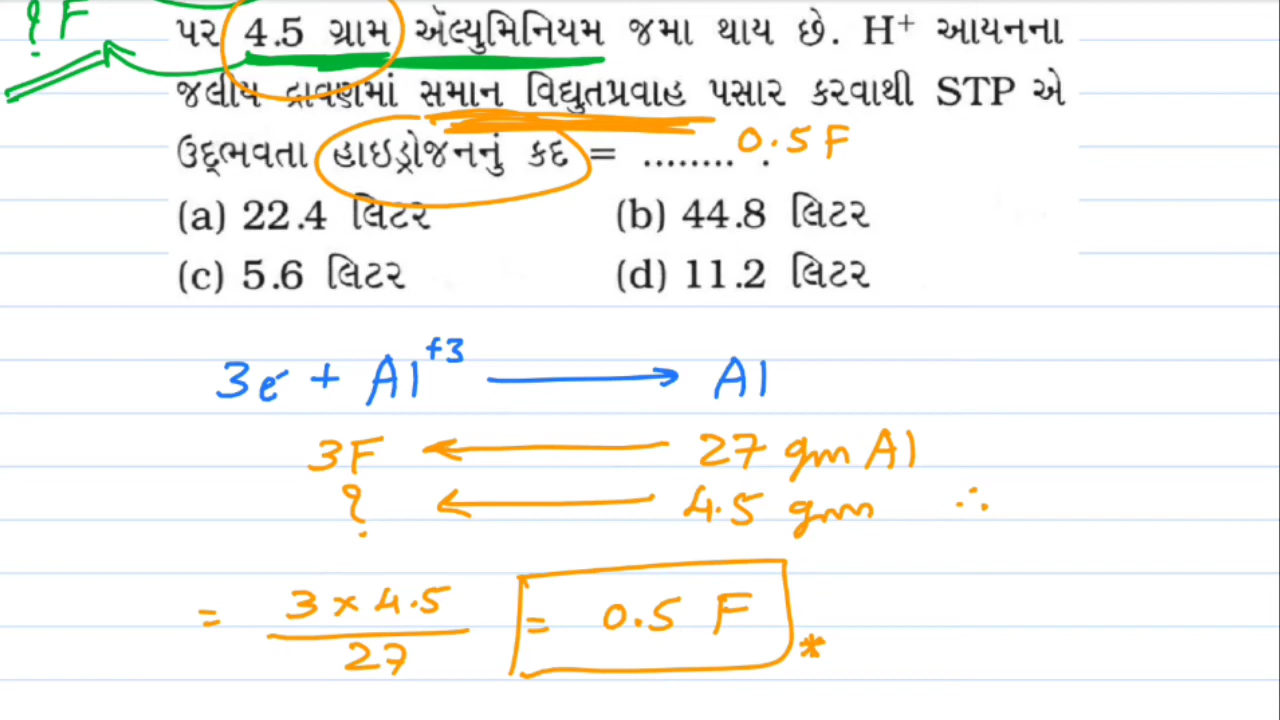 ? F
પર 4.5 ગ્રામ ઍલ્યુમિનિયમ જમા થાય છે. H⁺ આયનના
જલીય દ્રાવણમાં સમાન વિદ્યુતપ્રવાહ પસાર કરવાથી STP એ
ઉદ્ભવતા હાઇડ્રોજનનું કદ = ........ . 0.5 F
(a) 22.4 લિટર (b) 44.8 લિટર
(c) 5.6 લિટર (d) 11.2 લિટર
3e⁻ + Al⁺³ ⟶ Al
3F ⟵ 27 gm Al
? ⟵ 4.5 gm ∴
= 3 × 4.5 / 27 = 0.5 F *